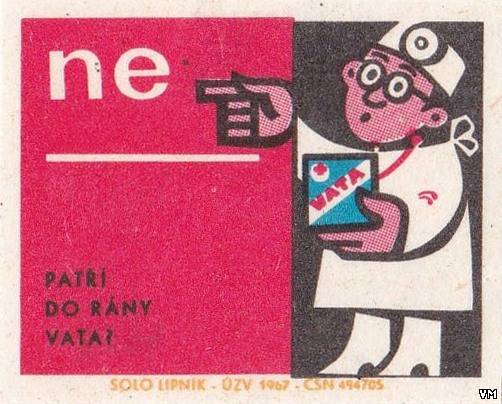 ne
PATŘÍ
DO RÁNY
VATA?
VATA
SOLO LIPNÍK - ÚZV 1967 - ČSN 494705
VM